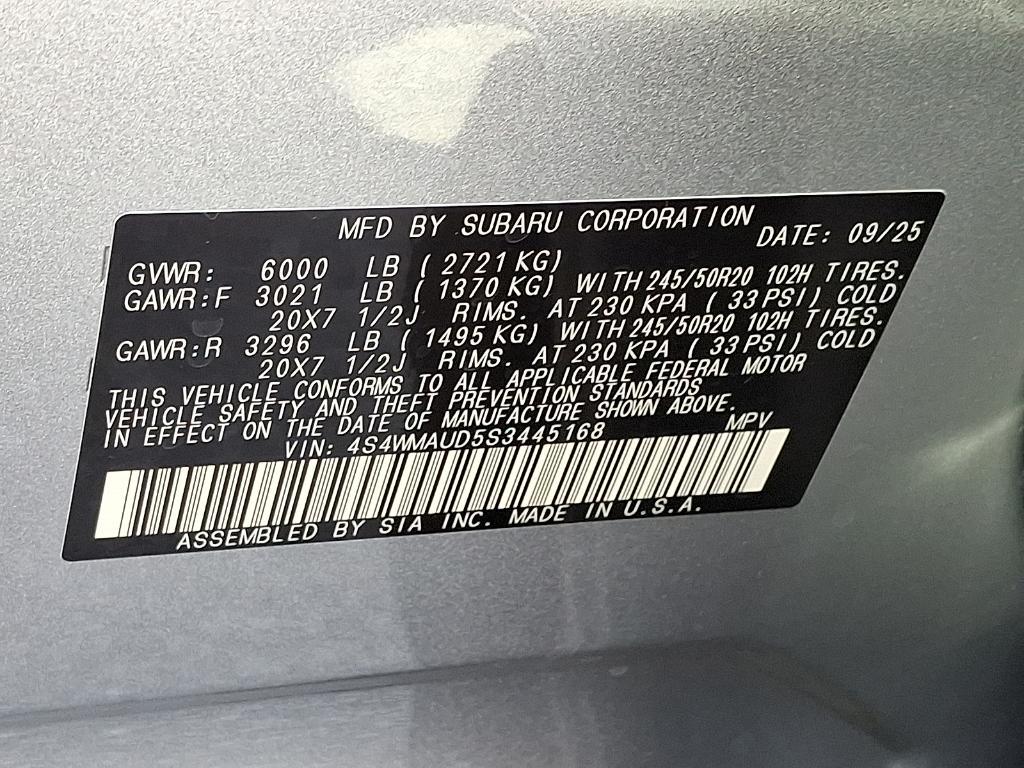 MFD BY SUBARU CORPORATION
DATE: 09/25
GVWR: 6000 LB ( 2721 KG)
GAWR:F 3021 LB ( 1370 KG) WITH 245/50R20 102H TIRES.
20X7 1/2J RIMS. AT 230 KPA ( 33 PSI) COLD
GAWR:R 3296 LB ( 1495 KG) WITH 245/50R20 102H TIRES.
20X7 1/2J RIMS. AT 230 KPA ( 33 PSI) COLD
THIS VEHICLE CONFORMS TO ALL APPLICABLE FEDERAL MOTOR
VEHICLE SAFETY AND THEFT PREVENTION STANDARDS
IN EFFECT ON THE DATE OF MANUFACTURE SHOWN ABOVE.
VIN: 4S4WMAUD5S3445168 MPV
ASSEMBLED BY SIA INC. MADE IN U.S.A.